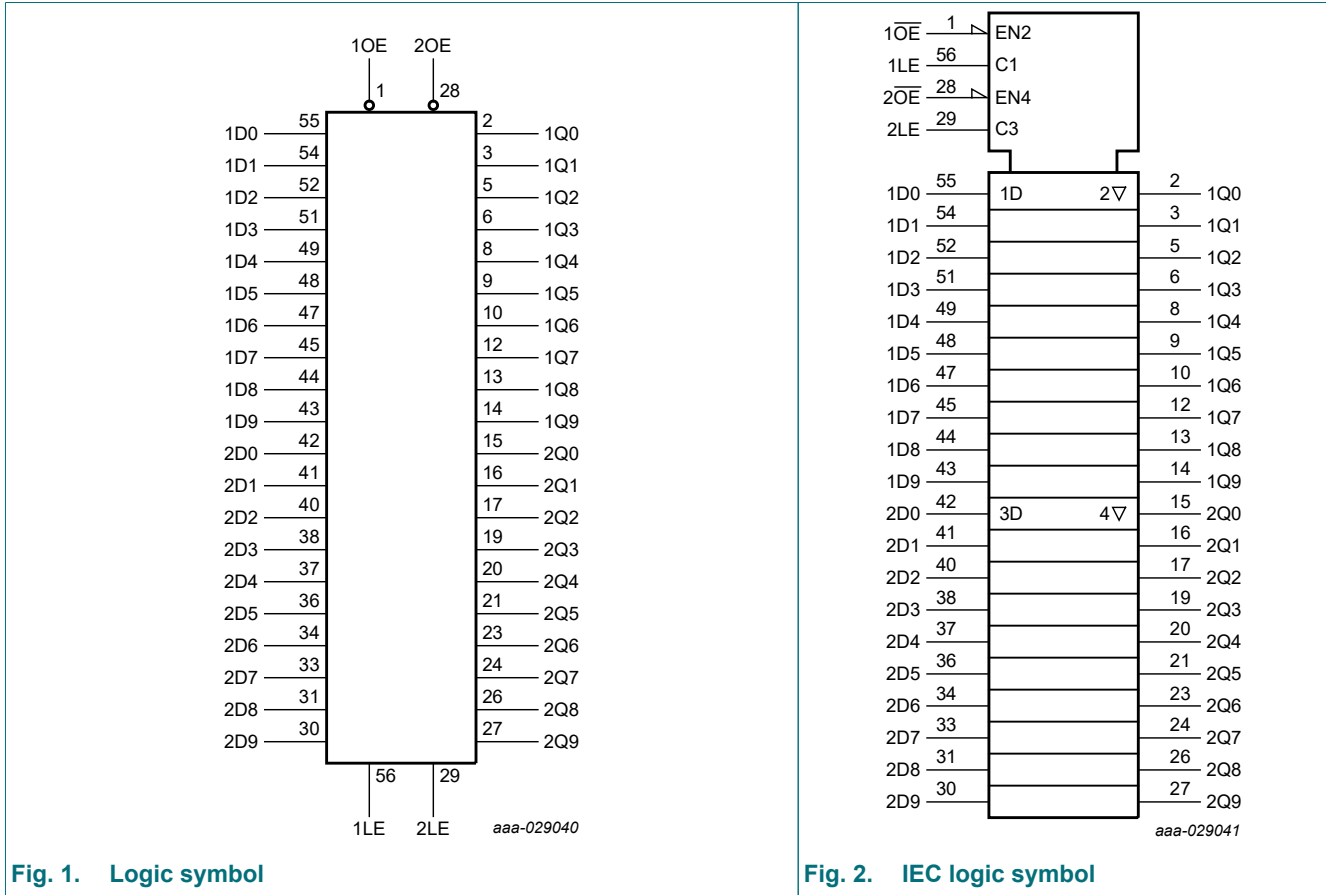 1OE 2OE
1 28
55 2
1D0 1Q0
54 3
1D1 1Q1
52 5
1D2 1Q2
51 6
1D3 1Q3
49 8
1D4 1Q4
48 9
1D5 1Q5
47 10
1D6 1Q6
45 12
1D7 1Q7
44 13
1D8 1Q8
43 14
1D9 1Q9
42 15
2D0 2Q0
41 16
2D1 2Q1
40 17
2D2 2Q2
38 19
2D3 2Q3
37 20
2D4 2Q4
36 21
2D5 2Q5
34 23
2D6 2Q6
33 24
2D7 2Q7
31 26
2D8 2Q8
30 27
2D9 2Q9
56 29
1LE 2LE aaa-029040
Fig. 1. Logic symbol
1O̅E̅ 1 EN2
1LE 56 C1
2O̅E̅ 28 EN4
2LE 29 C3
1D0 55 1D 2▽ 2 1Q0
1D1 54 3 1Q1
1D2 52 5 1Q2
1D3 51 6 1Q3
1D4 49 8 1Q4
1D5 48 9 1Q5
1D6 47 10 1Q6
1D7 45 12 1Q7
1D8 44 13 1Q8
1D9 43 14 1Q9
2D0 42 3D 4▽ 15 2Q0
2D1 41 16 2Q1
2D2 40 17 2Q2
2D3 38 19 2Q3
2D4 37 20 2Q4
2D5 36 21 2Q5
2D6 34 23 2Q6
2D7 33 24 2Q7
2D8 31 26 2Q8
2D9 30 27 2Q9
aaa-029041
Fig. 2. IEC logic symbol